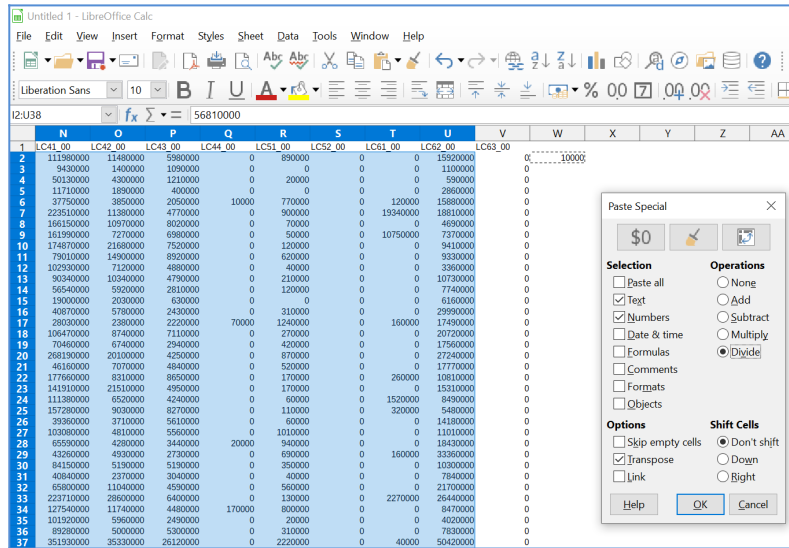 Untitled 1 - LibreOffice Calc
File Edit View Insert Format Styles Sheet Data Tools Window Help
Abc Abc
Liberation Sans 10 B I U A % 0.0 7 .00 0.0
I2:U38 fx Σ = 56810000
N O P Q R S T U V W X Y Z AA
1 LC41_00 LC42_00 LC43_00 LC44_00 LC51_00 LC52_00 LC61_00 LC62_00 LC63_00
2 111980000 11480000 5980000 0 890000 0 0 15920000 0 10000
3 9430000 1400000 1090000 0 0 0 0 1100000 0
4 50130000 4300000 1210000 0 20000 0 0 590000 0
5 11710000 1890000 400000 0 0 0 0 2860000 0
6 37750000 3850000 2050000 10000 770000 0 120000 15880000 0
7 223510000 11380000 4770000 0 900000 0 19340000 18810000 0
8 166150000 10970000 8020000 0 70000 0 0 4690000 0
9 161990000 7270000 6980000 0 50000 0 10750000 7370000 0
10 174870000 21680000 7520000 0 120000 0 0 9410000 0
11 79010000 14900000 8920000 0 620000 0 0 9330000 0
12 102930000 7120000 4880000 0 40000 0 0 3360000 0
13 90340000 10340000 4790000 0 210000 0 0 10730000 0
14 56540000 5920000 2810000 0 120000 0 0 7740000 0
15 19000000 2030000 630000 0 0 0 0 6160000 0
16 40870000 5780000 2430000 0 310000 0 0 29990000 0
17 28030000 2380000 2220000 70000 1240000 0 160000 17490000 0
18 106470000 8740000 7110000 0 270000 0 0 20720000 0
19 70460000 6740000 2940000 0 420000 0 0 17560000 0
20 268190000 20100000 4250000 0 870000 0 0 27240000 0
21 46160000 7070000 4840000 0 520000 0 0 17770000 0
22 177660000 8310000 8650000 0 170000 0 260000 10810000 0
23 141910000 21510000 4950000 0 170000 0 0 15310000 0
24 111380000 6520000 4240000 0 60000 0 1520000 8490000 0
25 157280000 9030000 8270000 0 110000 0 320000 5480000 0
26 39360000 3710000 5610000 0 60000 0 0 14180000 0
27 103080000 4810000 5560000 0 1010000 0 0 11010000 0
28 65590000 4280000 3440000 20000 940000 0 0 18430000 0
29 43260000 4930000 2730000 0 690000 0 160000 33360000 0
30 84150000 5190000 5190000 0 350000 0 0 10300000 0
31 40840000 2370000 3040000 0 40000 0 0 7840000 0
32 65800000 11040000 4590000 0 560000 0 0 21700000 0
33 223710000 28600000 6400000 0 130000 0 2270000 26440000 0
34 127540000 11740000 4480000 170000 800000 0 0 8470000 0
35 101920000 5960000 2490000 0 20000 0 0 4020000 0
36 89280000 5000000 5300000 0 310000 0 0 7830000 0
37 351930000 35330000 26120000 0 2220000 0 40000 50420000 0
Paste Special
$0
Selection Operations
Paste all None
Text Add
Numbers Subtract
Date & time Multiply
Formulas Divide
Comments
Formats
Objects
Options Shift Cells
Skip empty cells Don't shift
Transpose Down
Link Right
Help OK Cancel